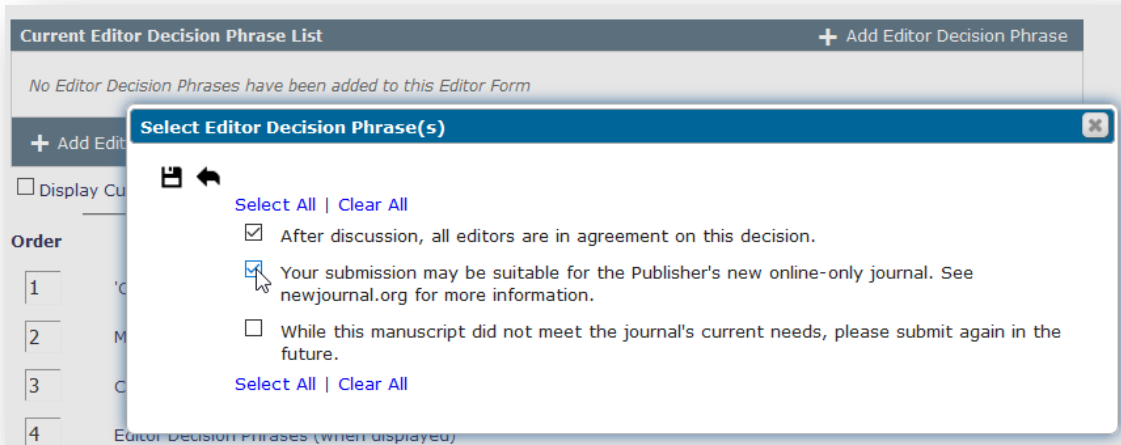 Current Editor Decision Phrase List
+ Add Editor Decision Phrase
No Editor Decision Phrases have been added to this Editor Form
+ Add Edit
Select Editor Decision Phrase(s)
Display Cu
Select All | Clear All
Order
After discussion, all editors are in agreement on this decision.
1
Your submission may be suitable for the Publisher's new online-only journal. See
newjournal.org for more information.
2
M
While this manuscript did not meet the journal's current needs, please submit again in the
future.
3
C
Select All | Clear All
4
Editor Decision Phrases (when displayed)